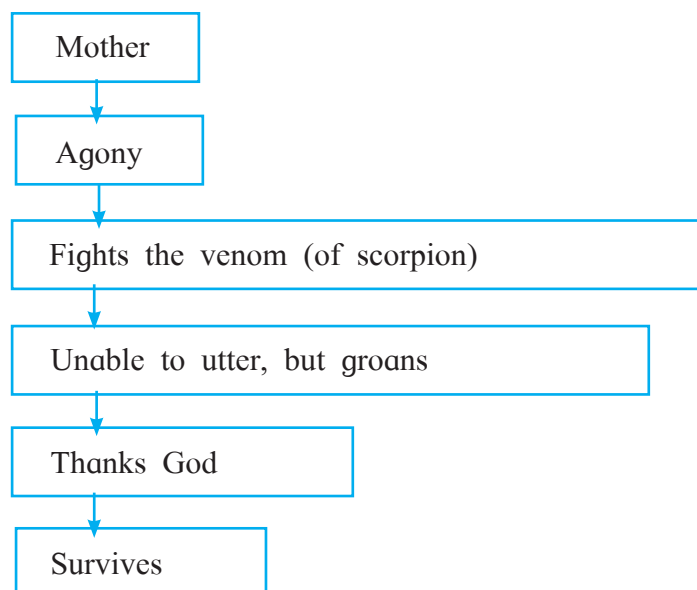 Mother
Agony
Fights the venom (of scorpion)
Unable to utter, but groans
Thanks God
Survives